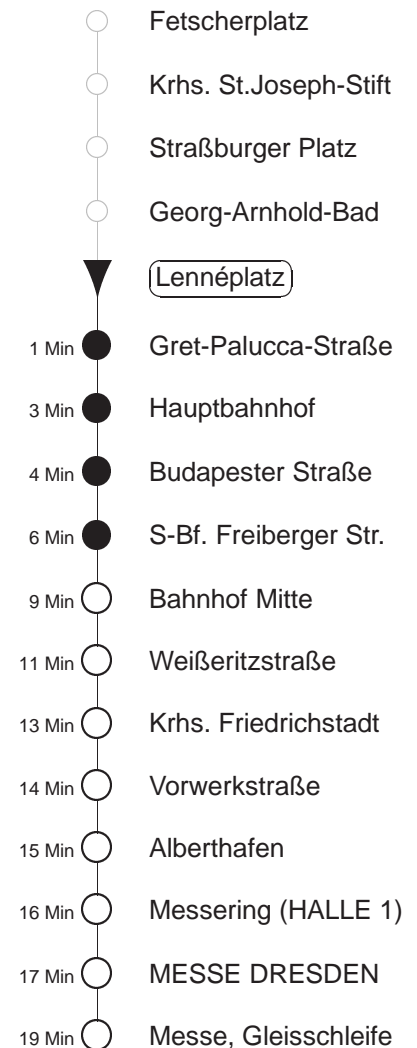 Fetscherplatz
Krhs. St.Joseph-Stift
Straßburger Platz
Georg-Arnhold-Bad
Lennéplatz
1 Min Gret-Palucca-Straße
3 Min Hauptbahnhof
4 Min Budapester Straße
6 Min S-Bf. Freiberger Str.
9 Min Bahnhof Mitte
11 Min Weißeritzstraße
13 Min Krhs. Friedrichstadt
14 Min Vorwerkstraße
15 Min Alberthafen
16 Min Messering (HALLE 1)
17 Min MESSE DRESDEN
19 Min Messe, Gleisschleife